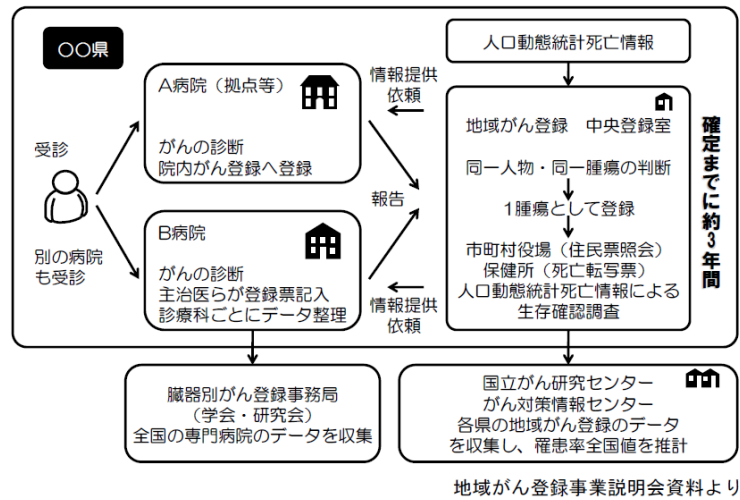 〇〇県
人口動態統計死亡情報
A病院（拠点等）
がんの診断
院内がん登録へ登録
情報提供
依頼
地域がん登録　中央登録室
同一人物・同一腫瘍の判断
1腫瘍として登録
市町村役場（住民票照会）
保健所（死亡転写票）
人口動態統計死亡情報による
生存確認調査
確定までに約3年間
受診
報告
別の病院
も受診
B病院
がんの診断
主治医らが登録票記入
診療科ごとにデータ整理
情報提供
依頼
臓器別がん登録事務局
（学会・研究会）
全国の専門病院のデータを収集
国立がん研究センター
がん対策情報センター
各県の地域がん登録のデータ
を収集し、罹患率全国値を推計
地域がん登録事業説明会資料より